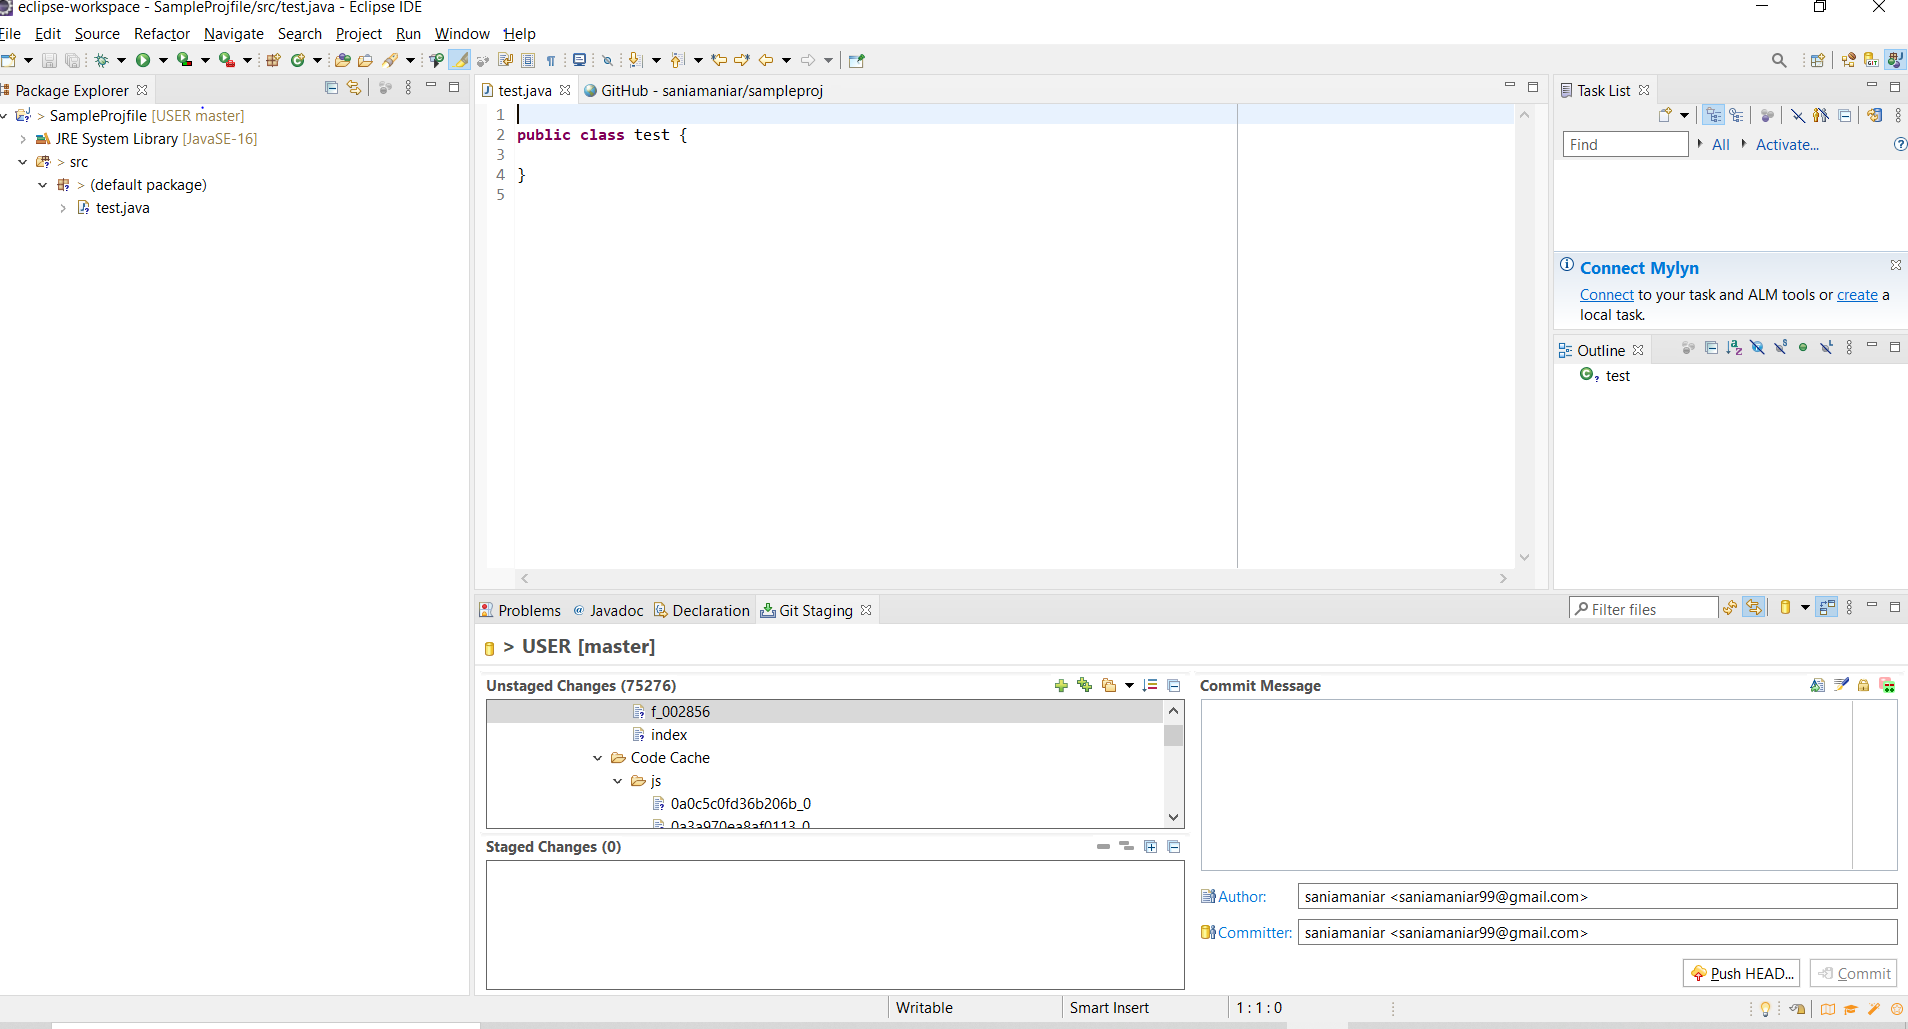 eclipse-workspace - SampleProjfile/src/test.java - Eclipse IDE
File Edit Source Refactor Navigate Search Project Run Window Help
Package Explorer
> SampleProjfile [USER master]
JRE System Library [JavaSE-16]
> src
> (default package)
test.java
test.java
GitHub - saniamaniar/sampleproj
1
2 public class test {
3
4 }
5
Task List
Find
All
Activate...
Connect Mylyn
Connect to your task and ALM tools or create a
local task.
Outline
test
Problems
@ Javadoc
Declaration
Git Staging
Filter files
> USER [master]
Unstaged Changes (75276)
f_002856
index
Code Cache
js
0a0c5c0fd36b206b_0
0a3a970ea8af0113_0
Staged Changes (0)
Commit Message
Author: saniamaniar <saniamaniar99@gmail.com>
Committer: saniamaniar <saniamaniar99@gmail.com>
Push HEAD...
Commit
Writable
Smart Insert
1 : 1 : 0